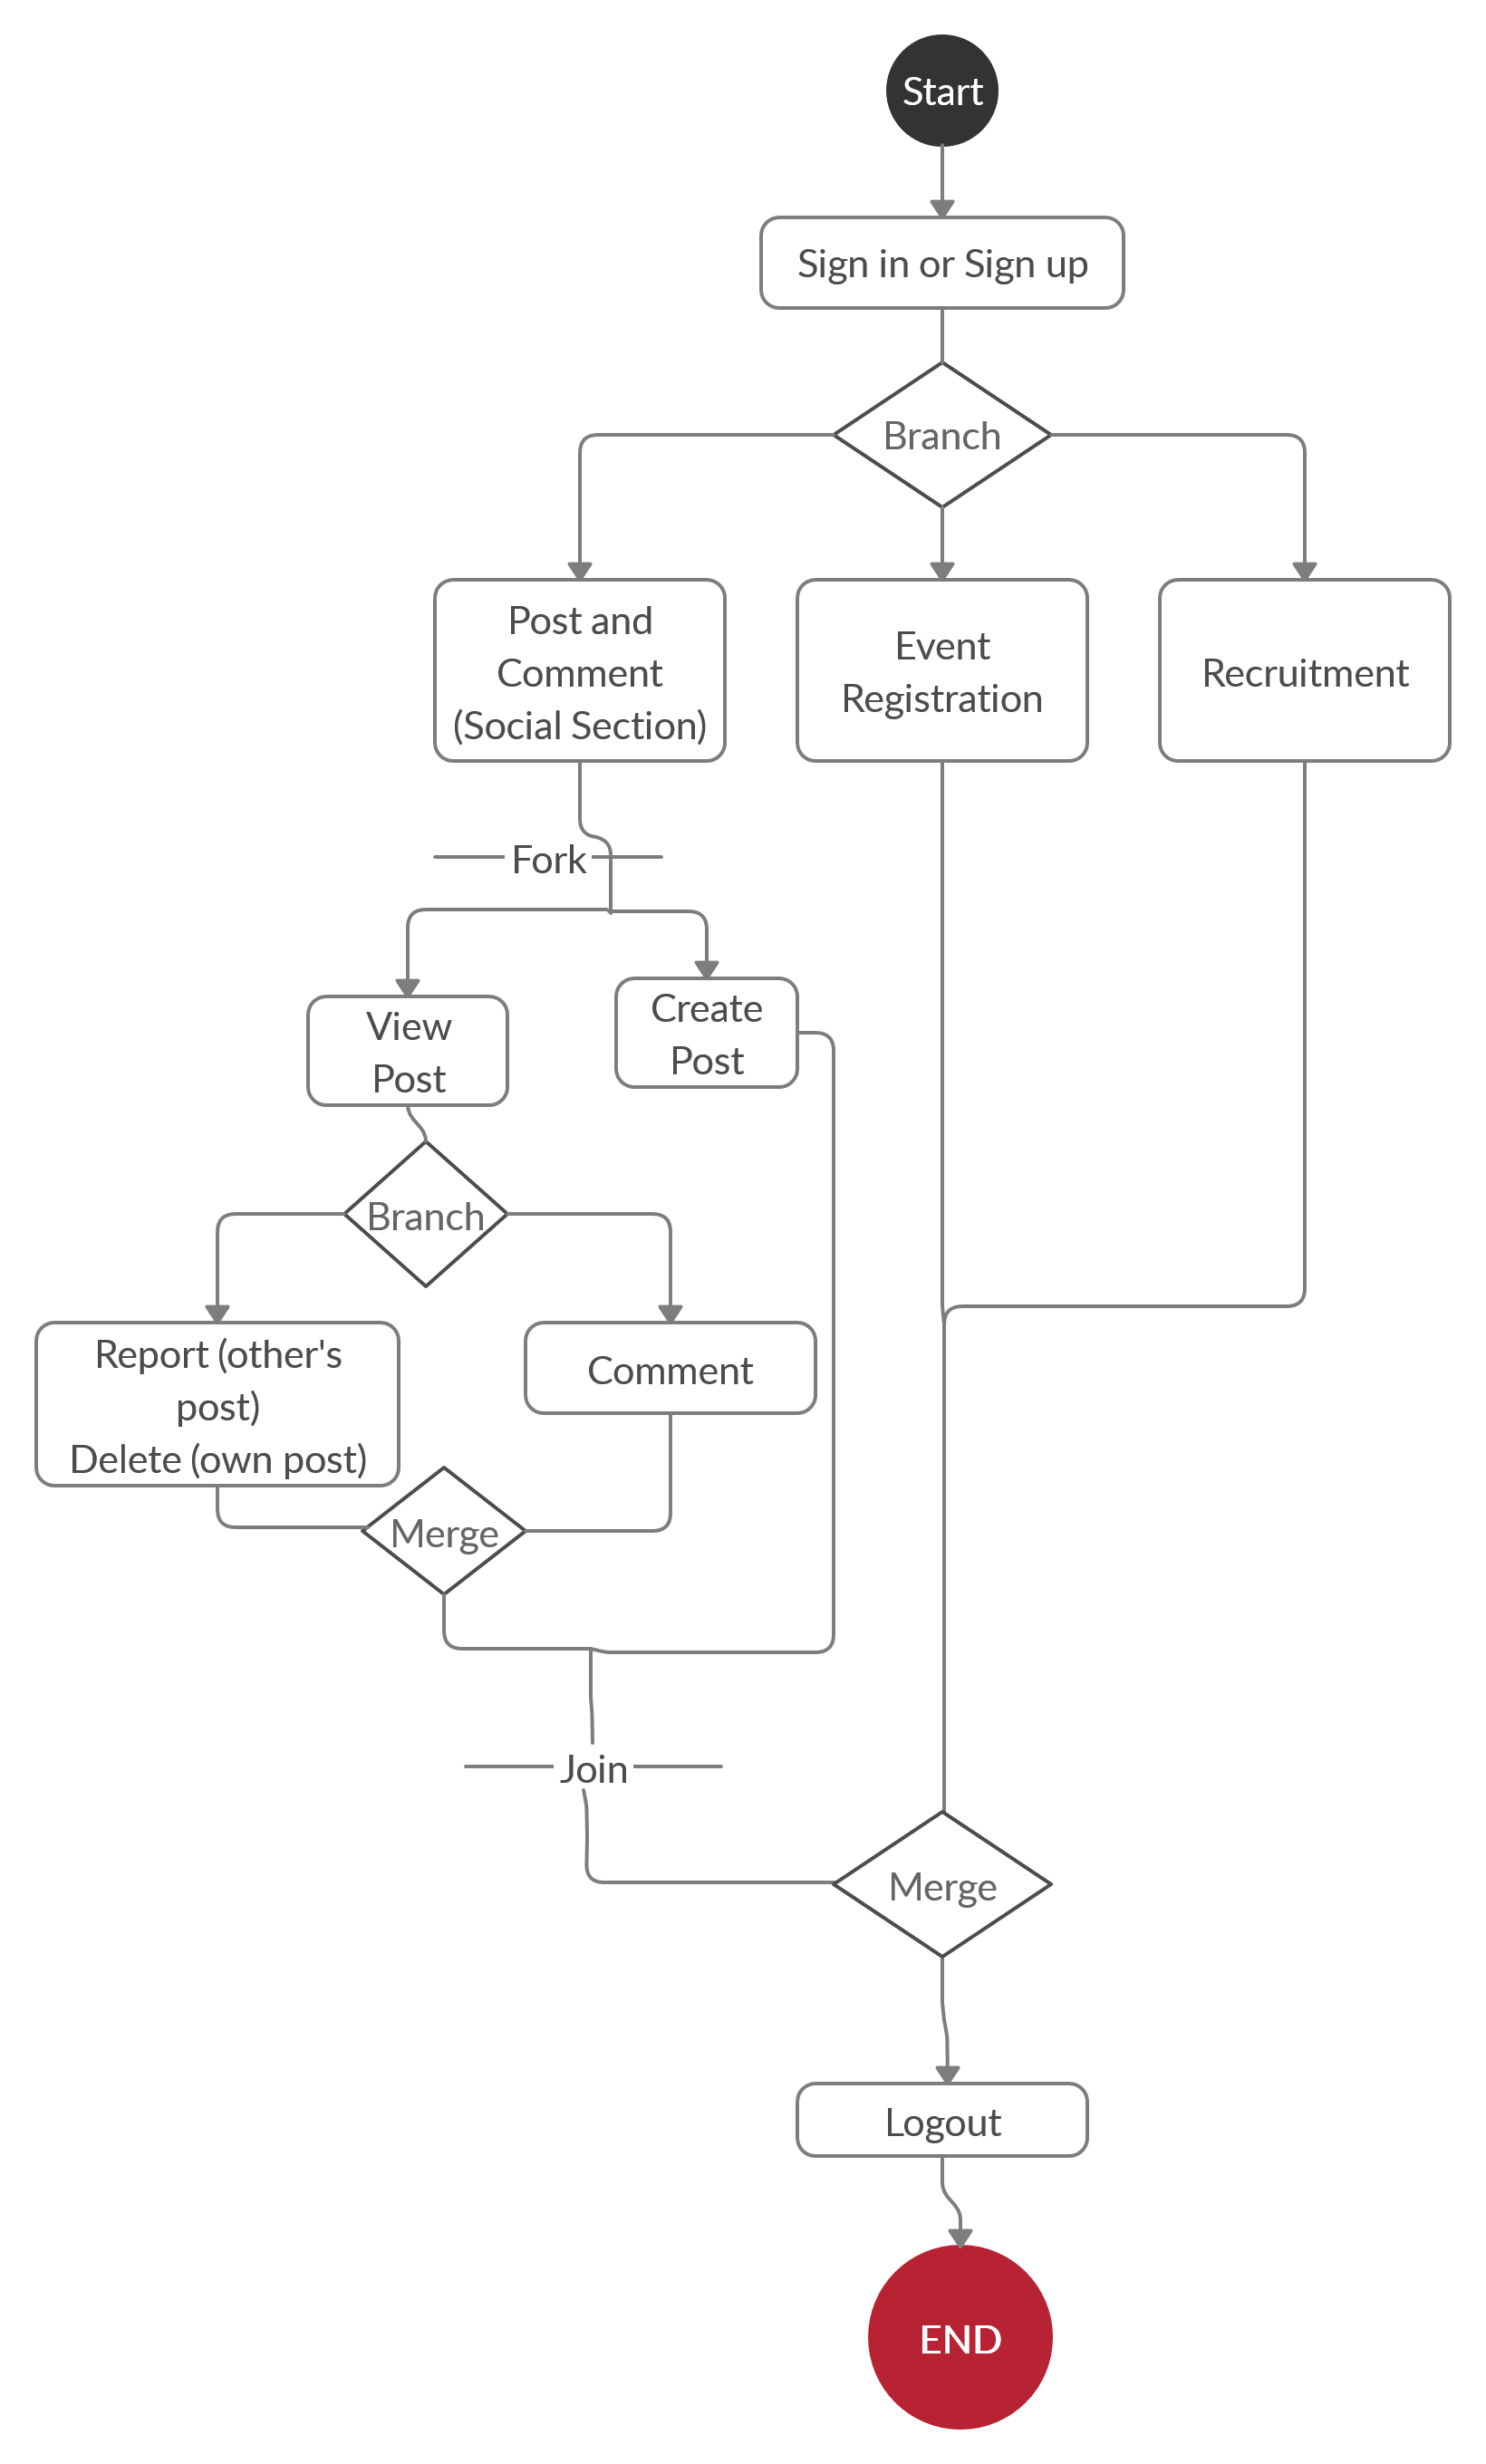 Start
Sign in or Sign up
Branch
Post and
Comment
(Social Section)
Event
Registration
Recruitment
Fork
View
Post
Create
Post
Branch
Report (other's
post)
Delete (own post)
Comment
Merge
Join
Merge
Logout
END